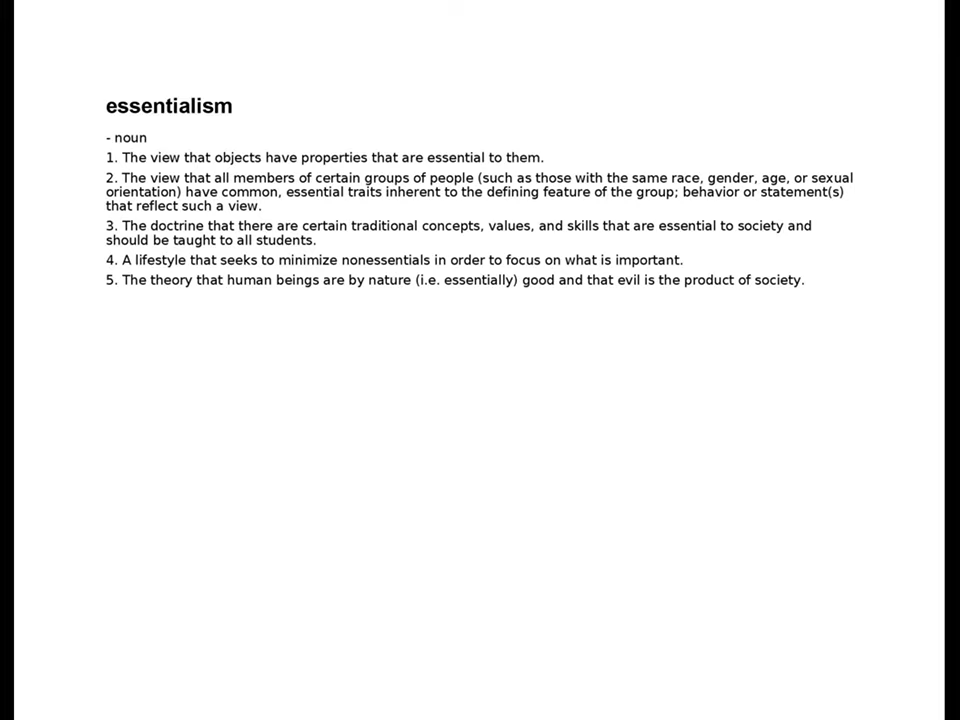 essentialism
- noun
1. The view that objects have properties that are essential to them.
2. The view that all members of certain groups of people (such as those with the same race, gender, age, or sexual
orientation) have common, essential traits inherent to the defining feature of the group; behavior or statement(s)
that reflect such a view.
3. The doctrine that there are certain traditional concepts, values, and skills that are essential to society and
should be taught to all students.
4. A lifestyle that seeks to minimize nonessentials in order to focus on what is important.
5. The theory that human beings are by nature (i.e. essentially) good and that evil is the product of society.